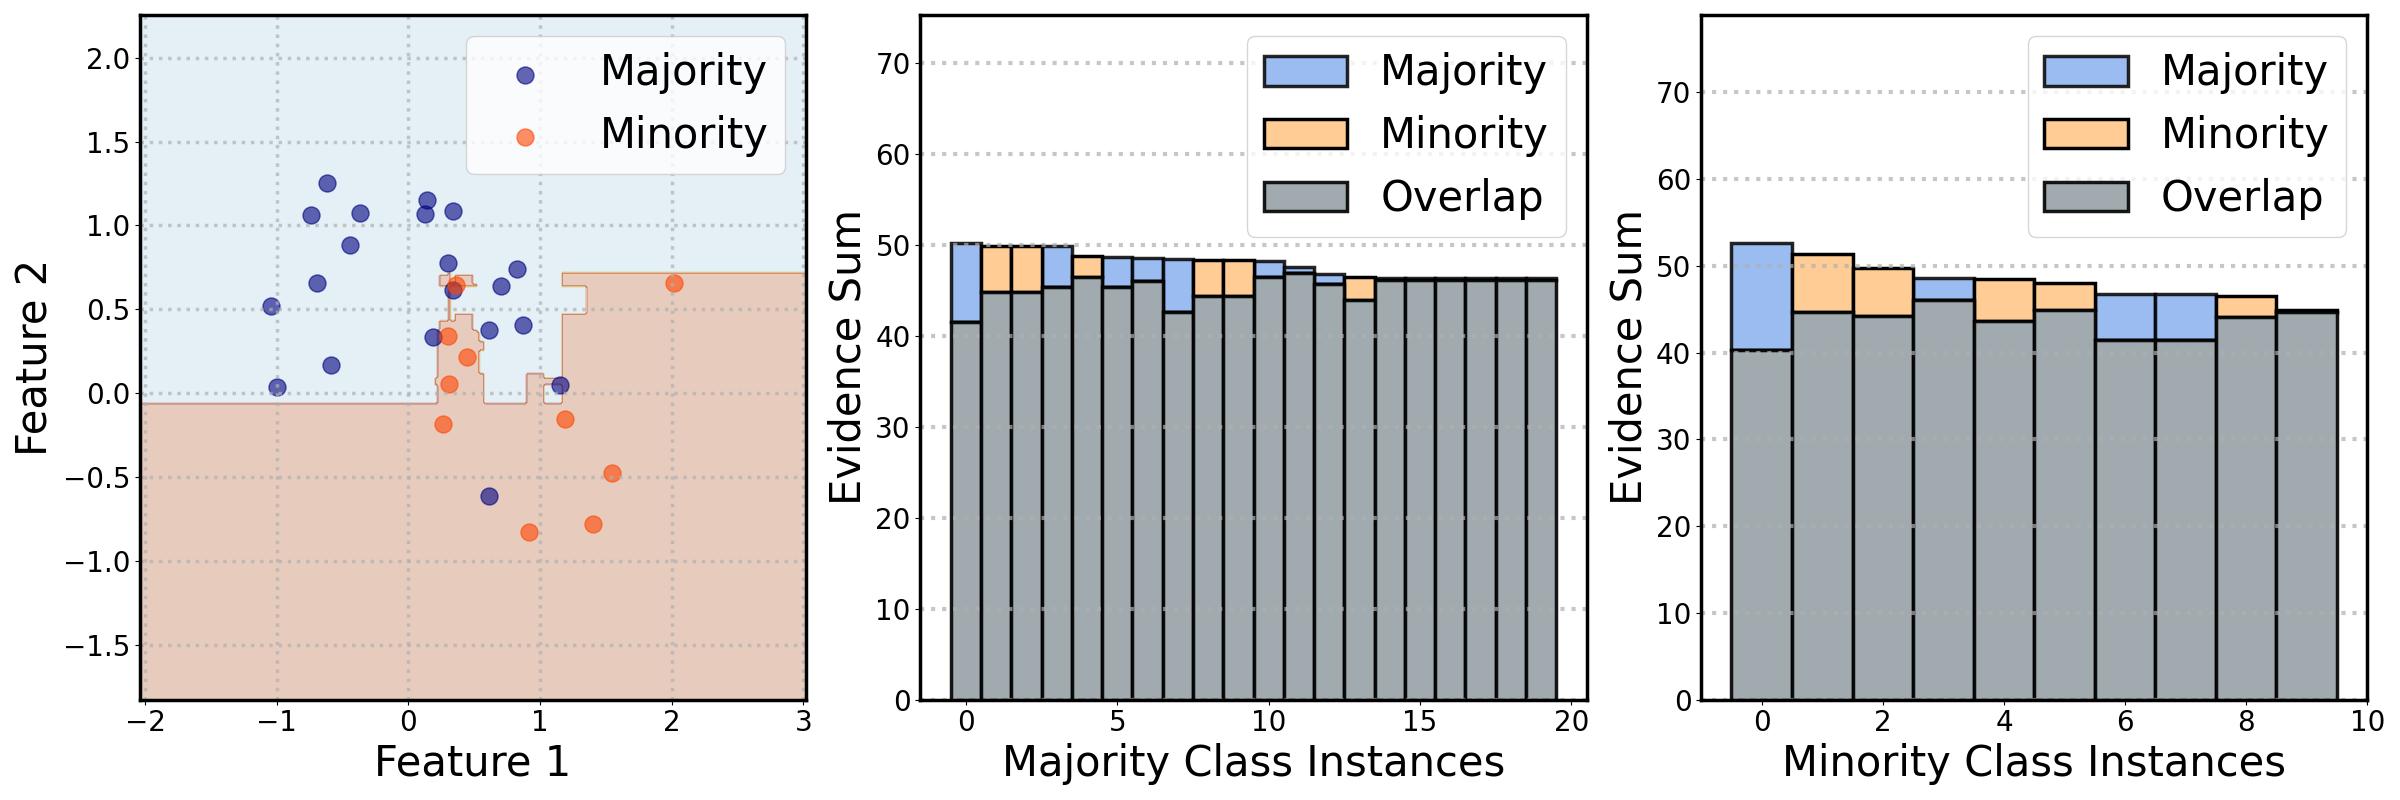 Majority
Minority
2.0
1.5
1.0
0.5
0.0
−0.5
−1.0
−1.5
Feature 2
−2 −1 0 1 2 3
Feature 1
Majority
Minority
Overlap
70
60
50
40
30
20
10
0
Evidence Sum
0 5 10 15 20
Majority Class Instances
Majority
Minority
Overlap
70
60
50
40
30
20
10
0
Evidence Sum
0 2 4 6 8 10
Minority Class Instances